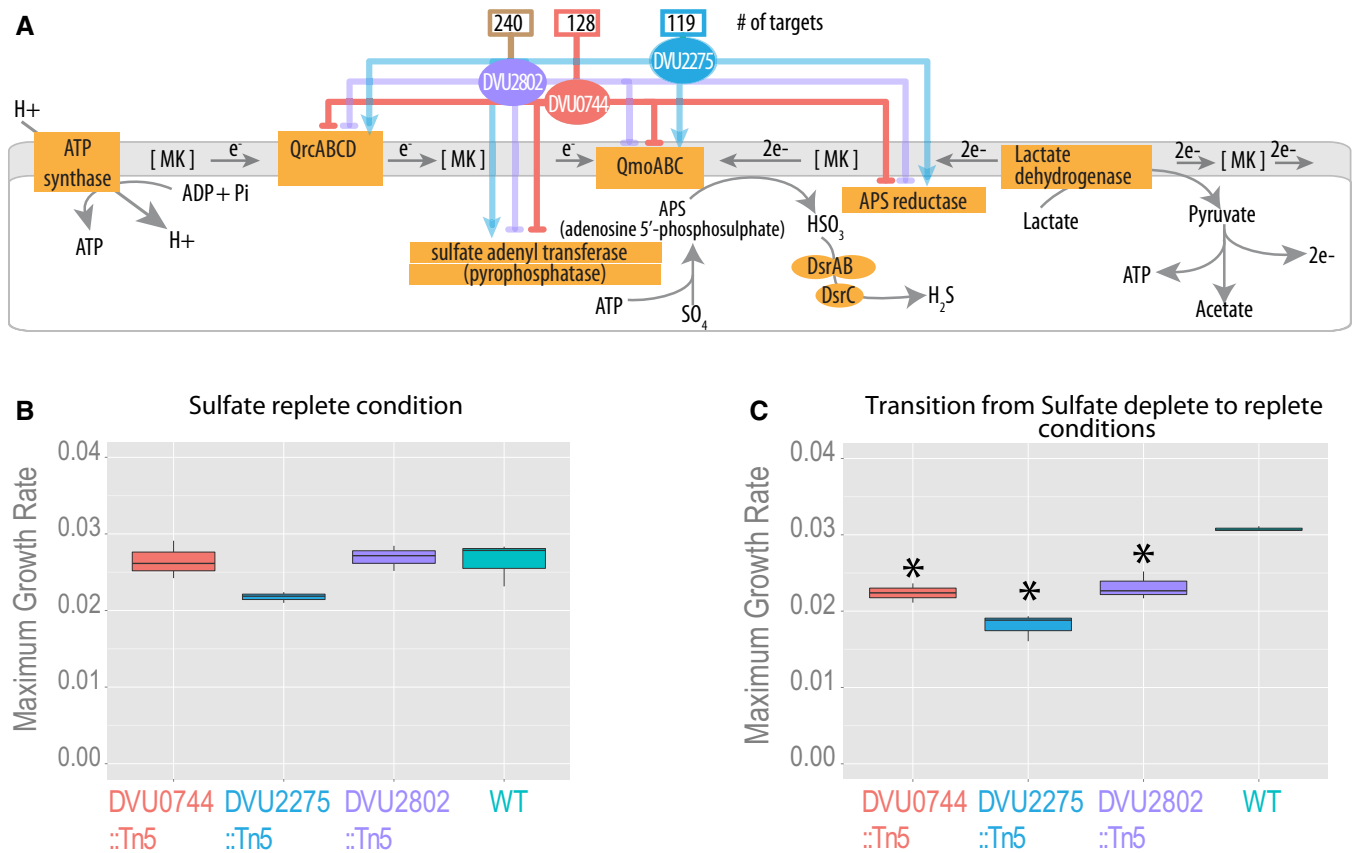 A
240
128
119
# of targets
DVU2802
DVU0744
DVU2275
H+
ATP
synthase
[ MK ]
e-
QrcABCD
e-
[ MK ]
e-
QmoABC
2e-
[ MK ]
2e-
Lactate
dehydrogenase
2e-
[ MK ]
2e-
ADP + Pi
ATP
H+
APS
(adenosine 5'-phosphosulphate)
HSO3
APS reductase
Lactate
Pyruvate
sulfate adenyl transferase
(pyrophosphatase)
DsrAB
DsrC
H2S
ATP
SO4
ATP
2e-
Acetate
B
Sulfate replete condition
Maximum Growth Rate
0.04
0.03
0.02
0.01
0.00
DVU0744
::Tn5
DVU2275
::Tn5
DVU2802
::Tn5
WT
C
Transition from Sulfate deplete to replete
conditions
Maximum Growth Rate
0.04
0.03
0.02
0.01
0.00
*
*
*
DVU0744
::Tn5
DVU2275
::Tn5
DVU2802
::Tn5
WT